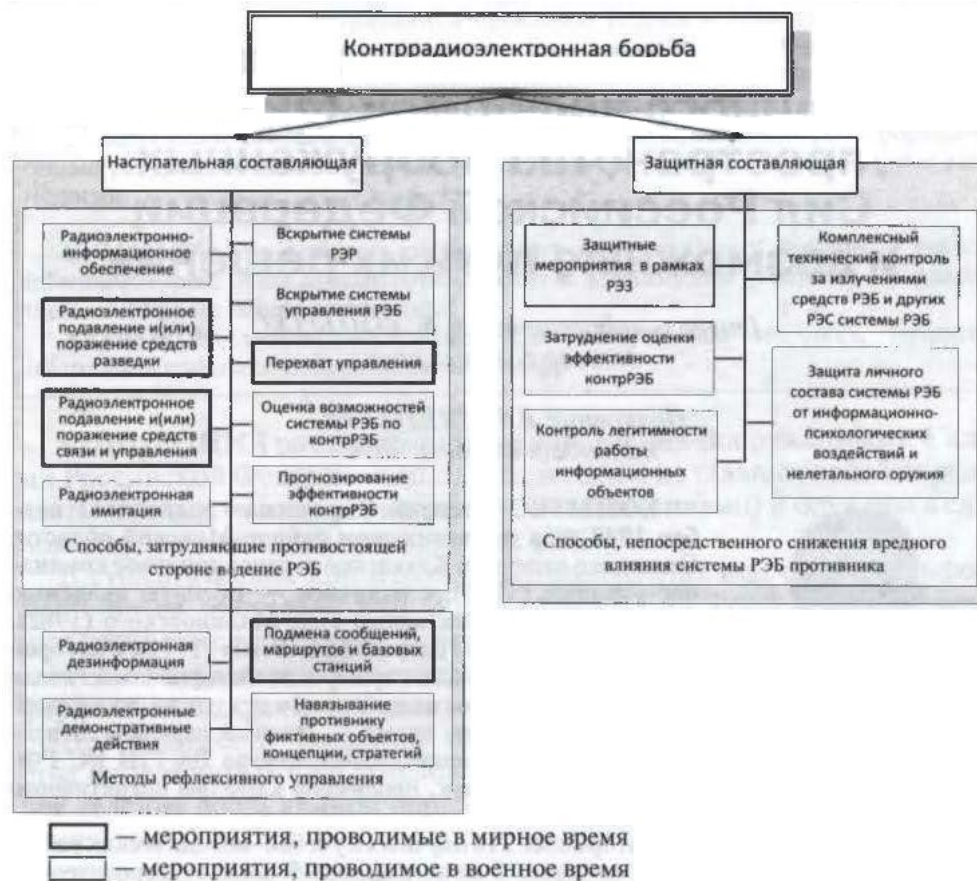 Контррадиоэлектронная борьба
Наступательная составляющая
Радиоэлектронно-
информационное
обеспечение
Вскрытие системы
РЭР
Радиоэлектронное
подавление и(или)
поражение средств
разведки
Вскрытие системы
управления РЭБ
Перехват управления
Радиоэлектронное
подавление и(или)
поражение средств
связи и управления
Оценка возможностей
системы РЭБ по
контрРЭБ
Радиоэлектронная
имитация
Прогнозирование
эффективности
контрРЭБ
Способы, затрудняющие противостоящей
стороне ведение РЭБ
Радиоэлектронная
дезинформация
Подмена сообщений,
маршрутов и базовых
станций
Радиоэлектронные
демонстративные
действия
Навязывание
противнику
фиктивных объектов,
концепции, стратегий
Методы рефлексивного управления
Защитная составляющая
Защитные
мероприятия в рамках
РЭЗ
Комплексный
технический контроль
за излучениями
средств РЭБ и других
РЭС системы РЭБ
Затруднение оценки
эффективности
контрРЭБ
Защита личного
состава системы РЭБ
от информационно-
психологических
воздействий и
нелетального оружия
Контроль легитимности
работы
информационных
объектов
Способы, непосредственного снижения вредного
влияния системы РЭБ противника
— мероприятия, проводимые в мирное время
— мероприятия, проводимое в военное время